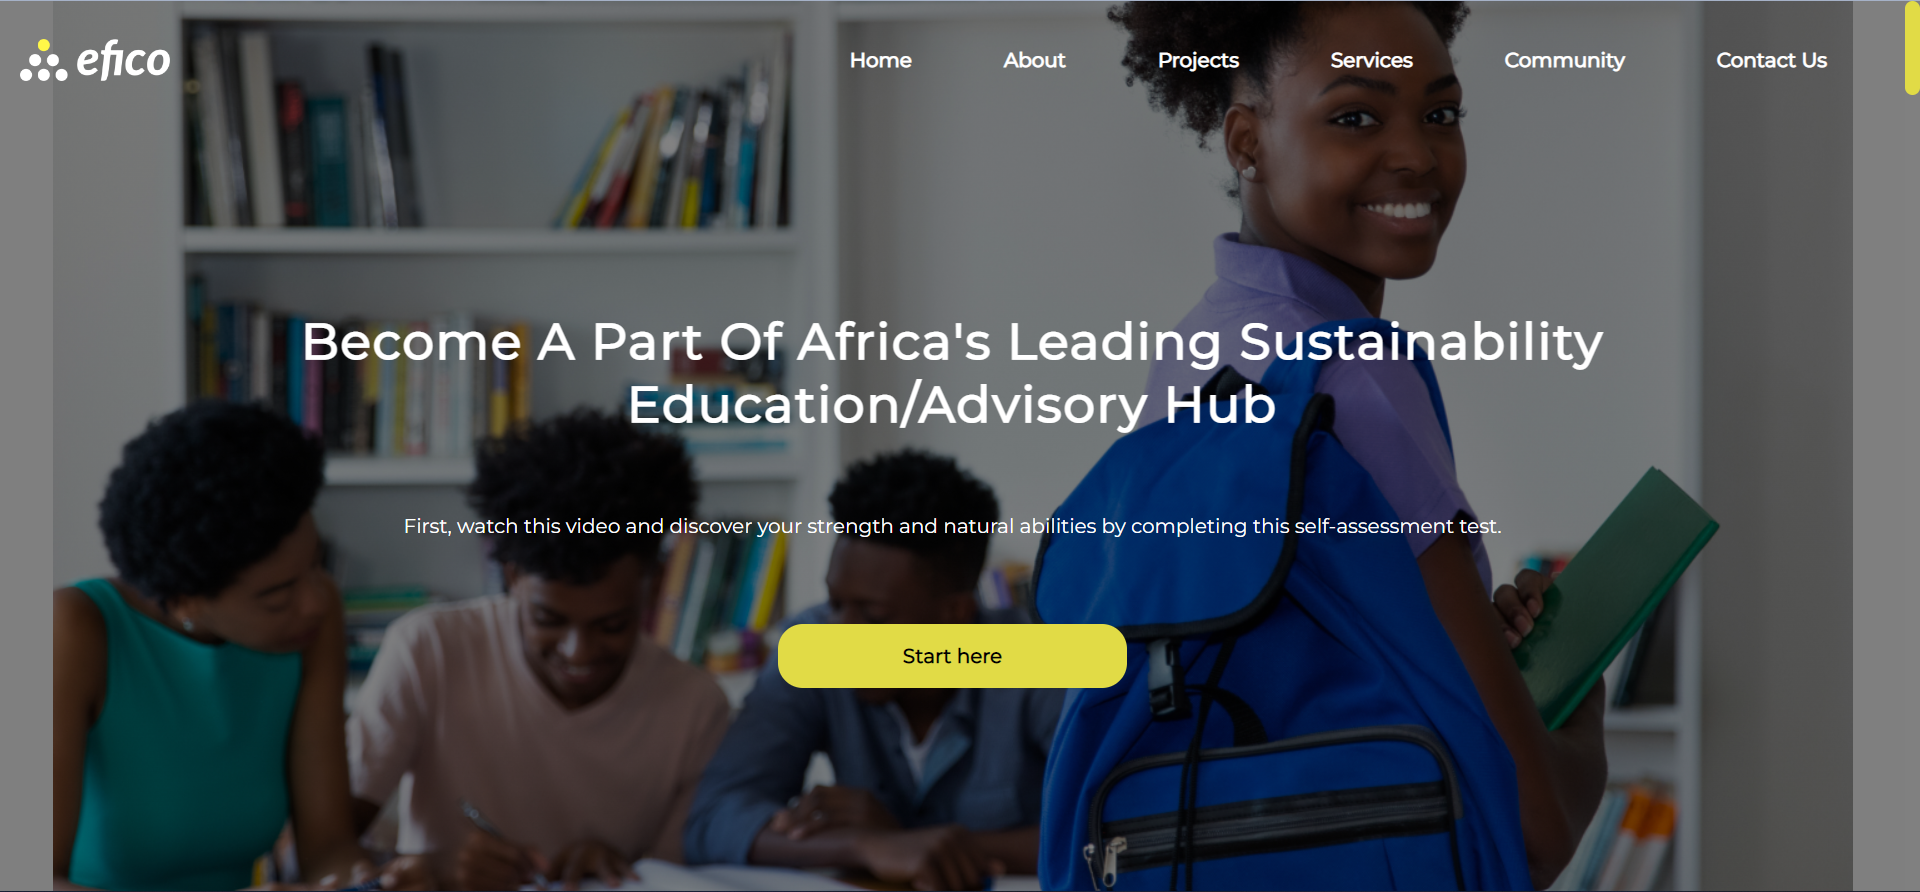 efico
Home About Projects Services Community Contact Us
Become A Part Of Africa's Leading Sustainability
Education/Advisory Hub
First, watch this video and discover your strength and natural abilities by completing this self-assessment test.
Start here